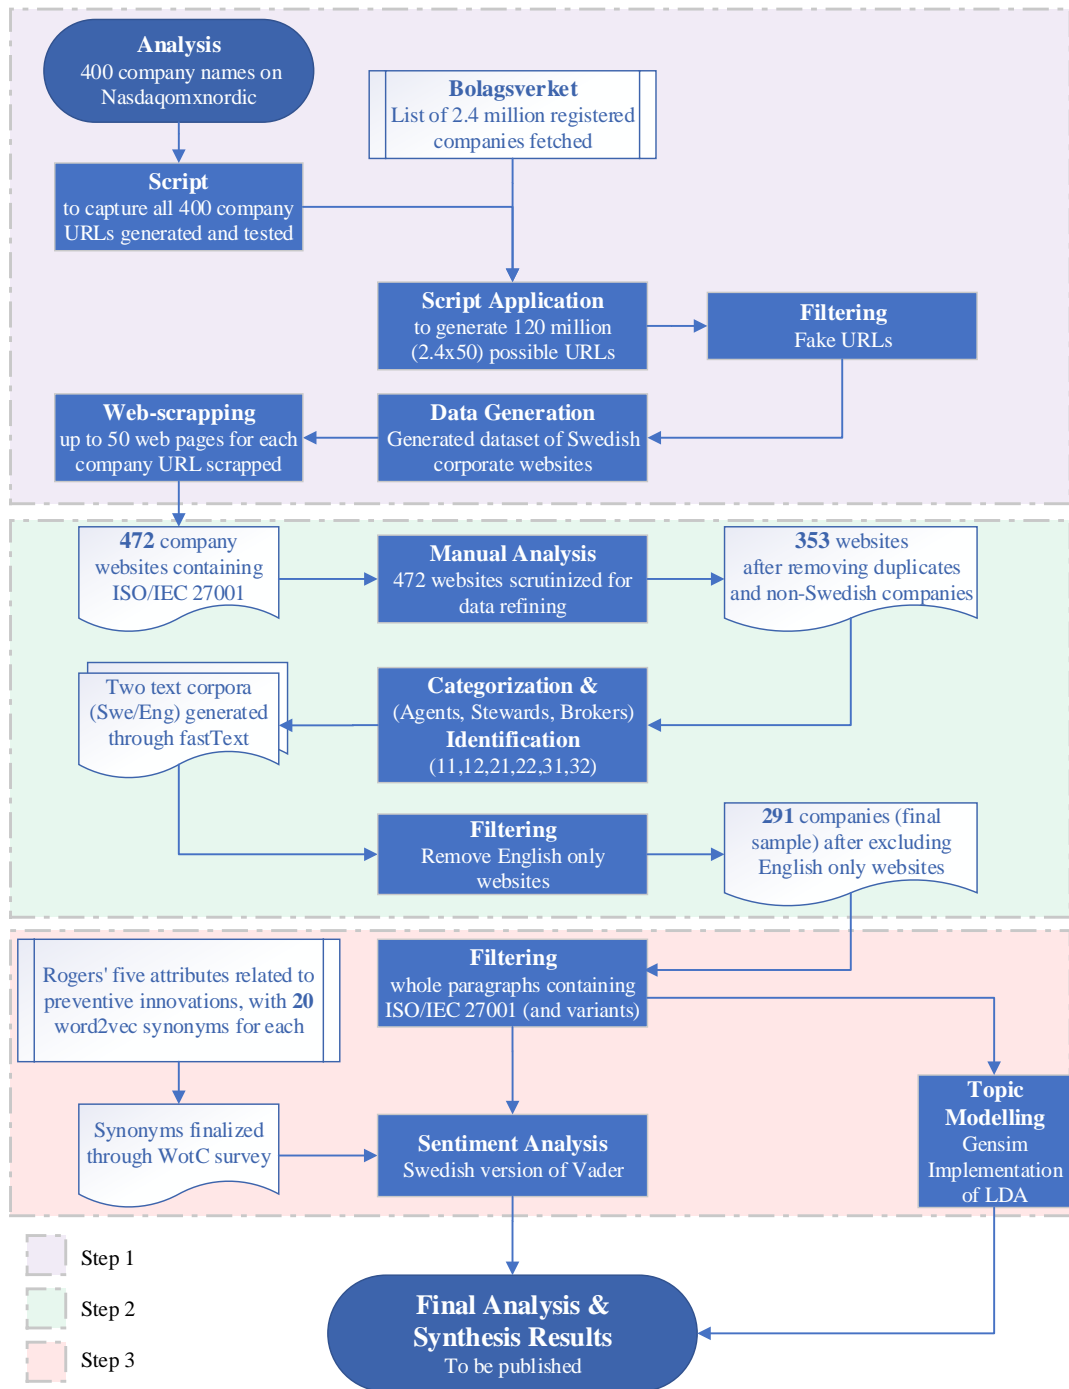 Analysis
400 company names on
Nasdaqomxnordic
Bolagsverket
List of 2.4 million registered
companies fetched
Script
to capture all 400 company
URLs generated and tested
Script Application
to generate 120 million
(2.4x50) possible URLs
Filtering
Fake URLs
Web-scrapping
up to 50 web pages for each
company URL scrapped
Data Generation
Generated dataset of Swedish
corporate websites
472 company
websites containing
ISO/IEC 27001
Manual Analysis
472 websites scrutinized for
data refining
353 websites
after removing duplicates
and non-Swedish companies
Two text corpora
(Swe/Eng) generated
through fastText
Categorization &
(Agents, Stewards, Brokers)
Identification
(11,12,21,22,31,32)
Filtering
Remove English only
websites
291 companies (final
sample) after excluding
English only websites
Rogers' five attributes related to
preventive innovations, with 20
word2vec synonyms for each
Filtering
whole paragraphs containing
ISO/IEC 27001 (and variants)
Synonyms finalized
through WotC survey
Sentiment Analysis
Swedish version of Vader
Topic
Modelling
Gensim
Implementation
of LDA
Step 1
Step 2
Step 3
Final Analysis &
Synthesis Results
To be published